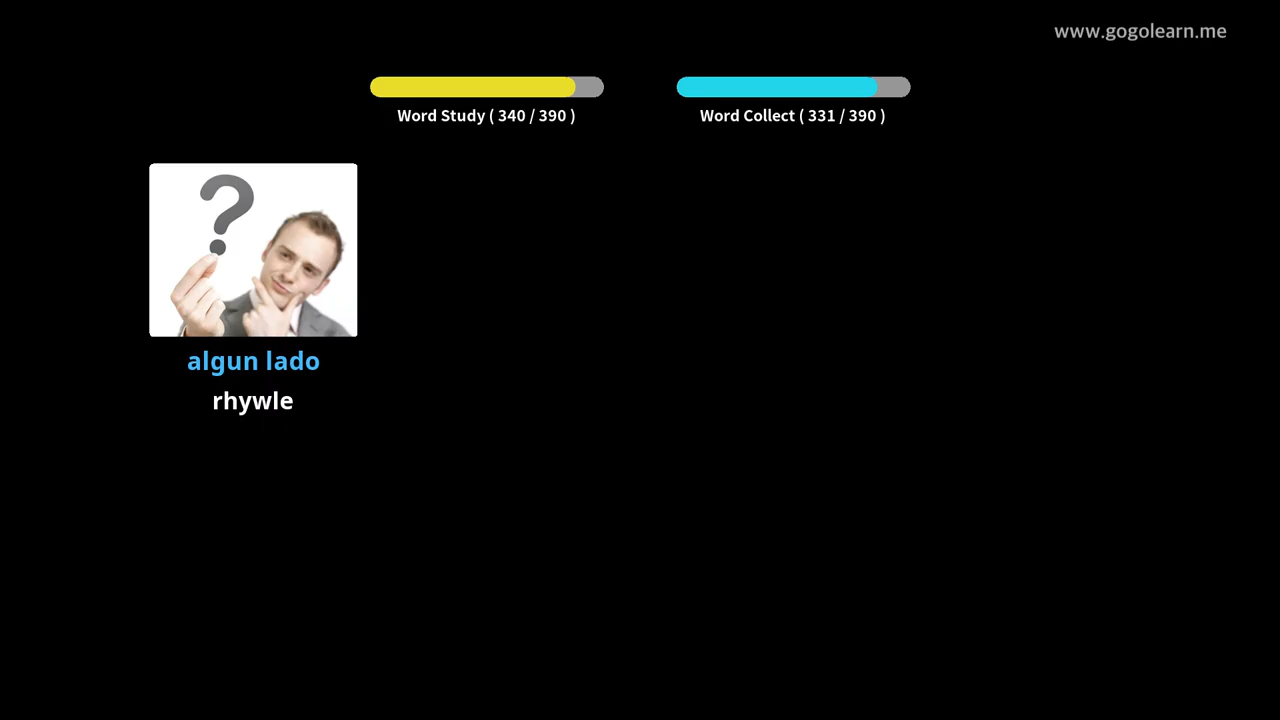 www.gogolearn.me
Word Study ( 340 / 390 )
Word Collect ( 331 / 390 )
?
algun lado
rhywle